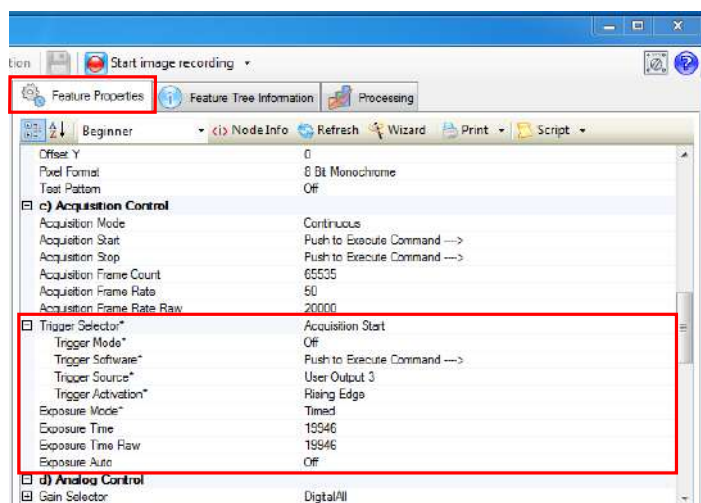 tion Start image recording
Feature Properties Feature Tree Information Processing
Beginner <i> Node Info Refresh Wizard Print Script
Offset Y 0
Pixel Format 8 Bit Monochrome
Test Pattern Off
c) Acquisition Control
Acquisition Mode Continuous
Acquisition Start Push to Execute Command --->
Acquisition Stop Push to Execute Command --->
Acquisition Frame Count 65535
Acquisition Frame Rate 50
Acquisition Frame Rate Raw 20000
Trigger Selector* Acquisition Start
Trigger Mode* Off
Trigger Software* Push to Execute Command --->
Trigger Source* User Output 3
Trigger Activation* Rising Edge
Exposure Mode* Timed
Exposure Time 19946
Exposure Time Raw 19946
Exposure Auto Off
d) Analog Control
Gain Selector DigitalAll